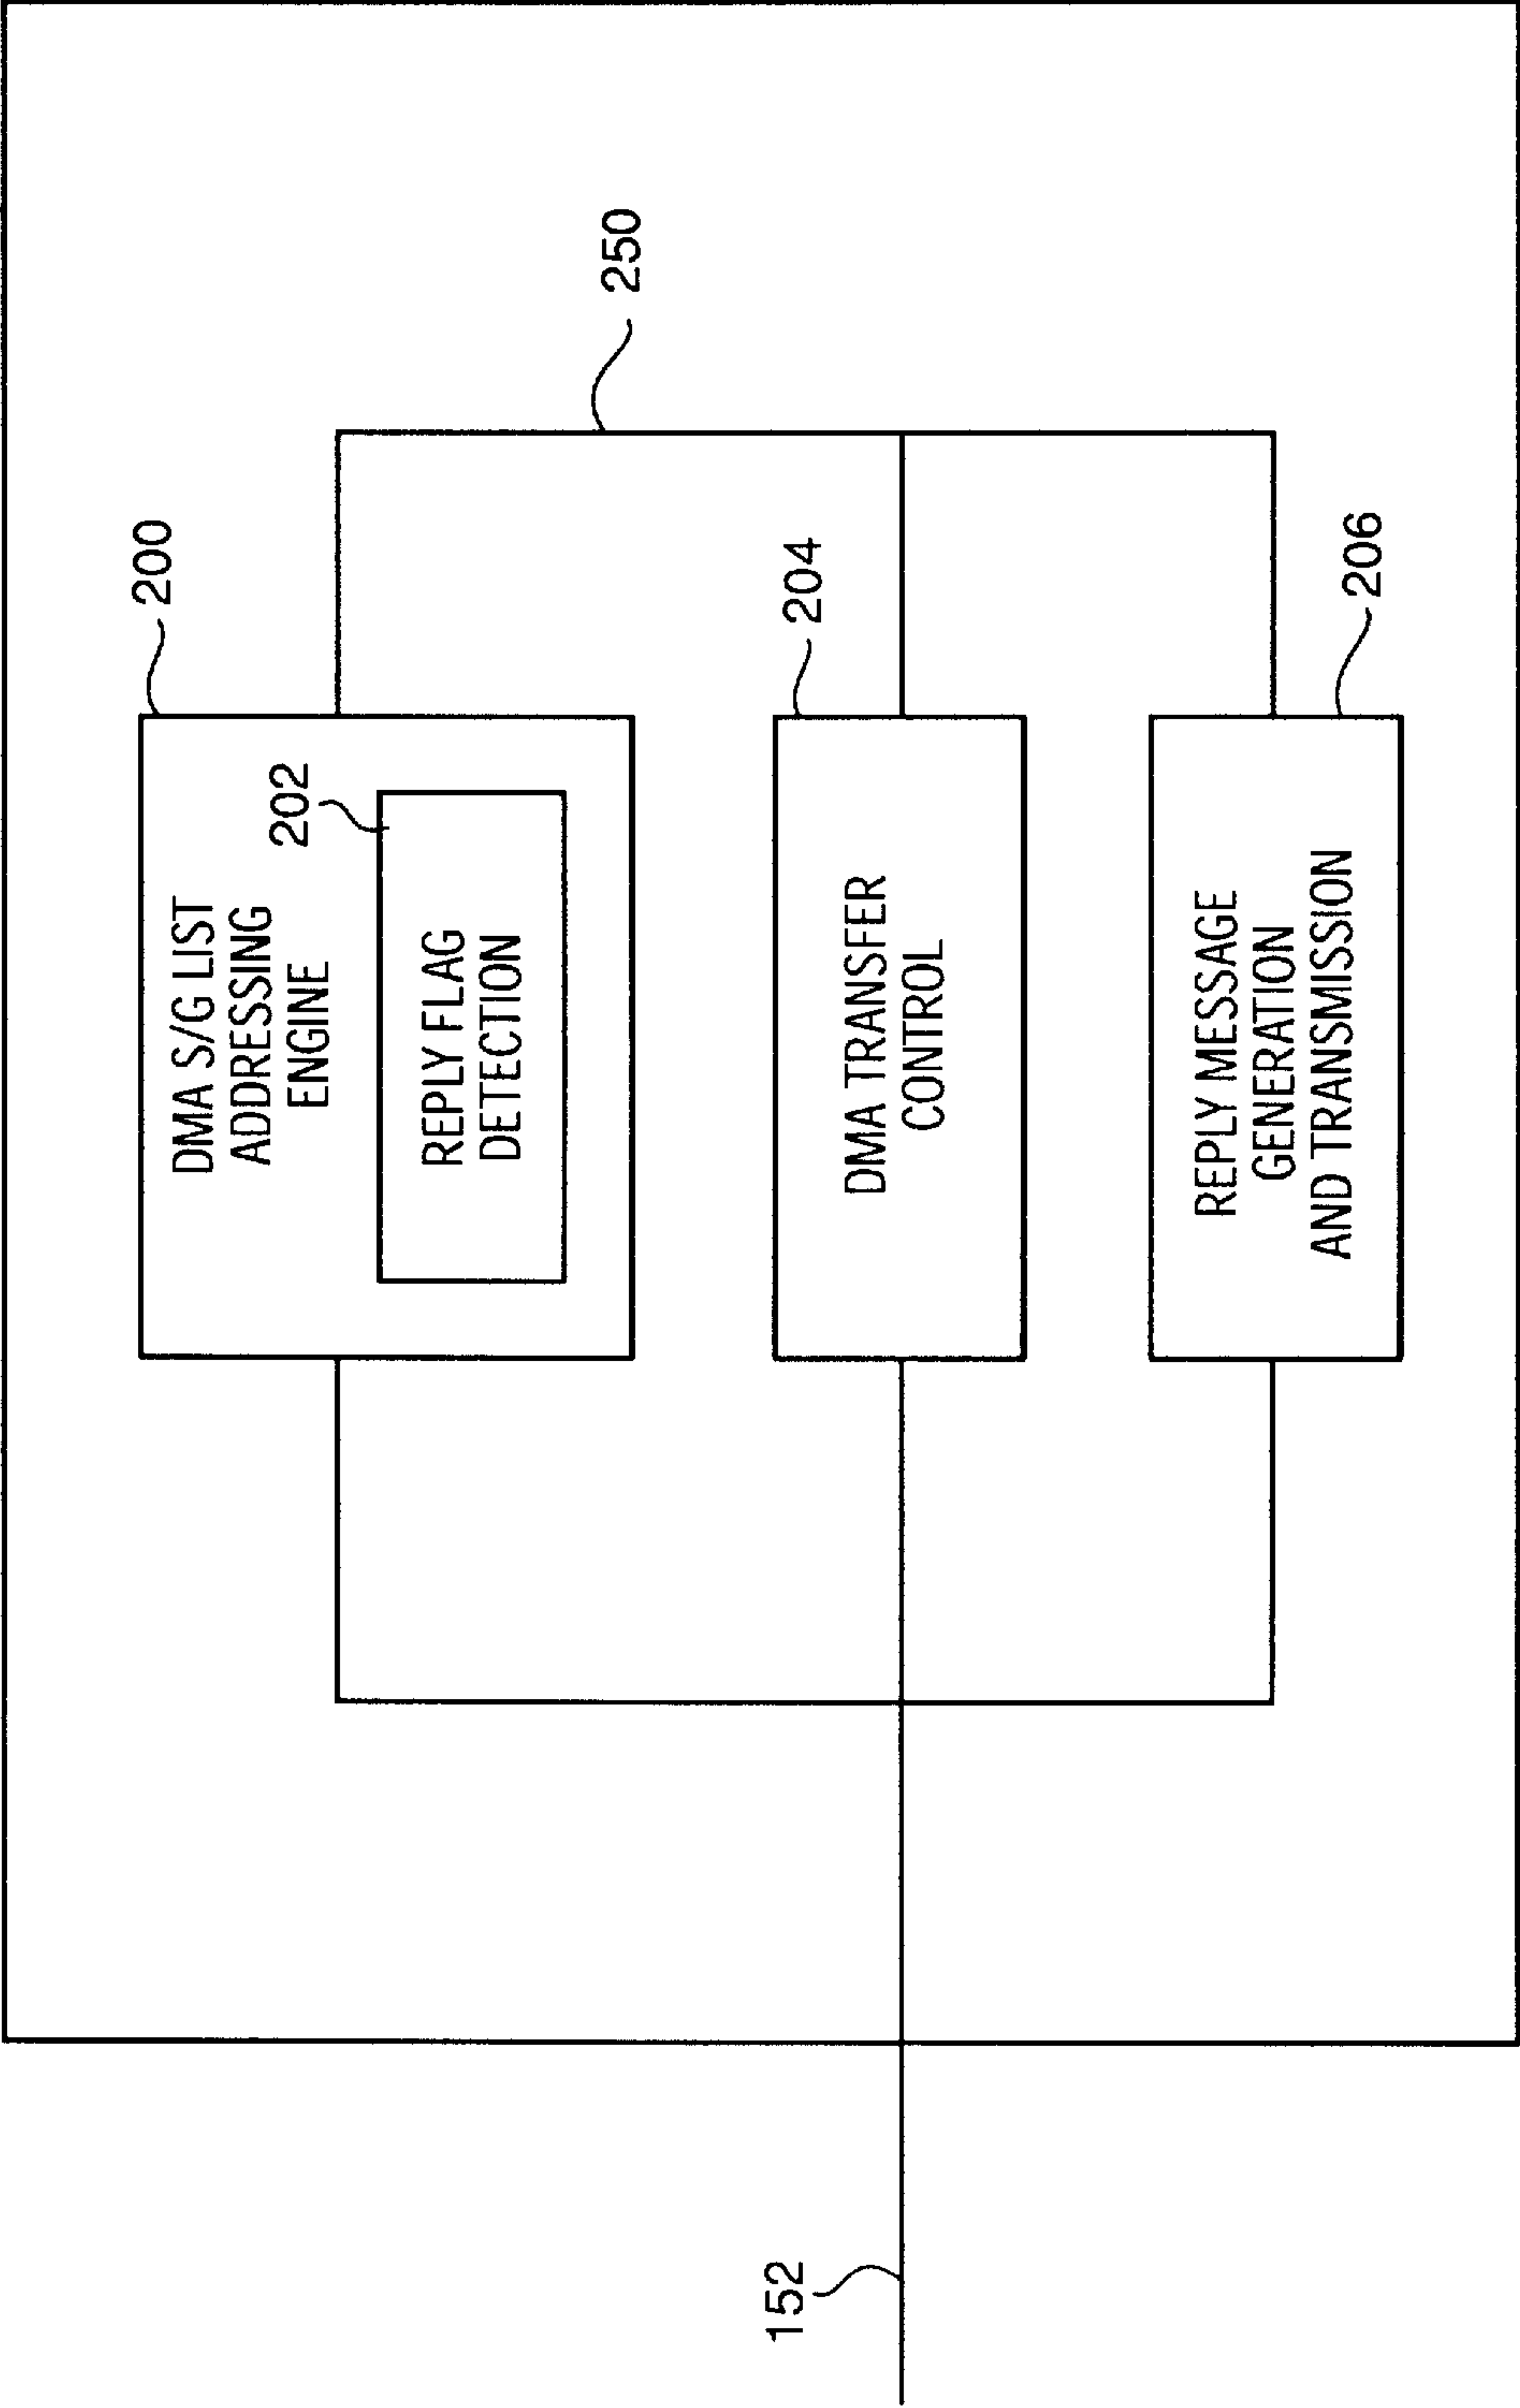 200
DMA S/G LIST
ADDRESSING
ENGINE
202
REPLY FLAG
DETECTION
250
204
DMA TRANSFER
CONTROL
152
206
REPLY MESSAGE
GENERATION
AND TRANSMISSION